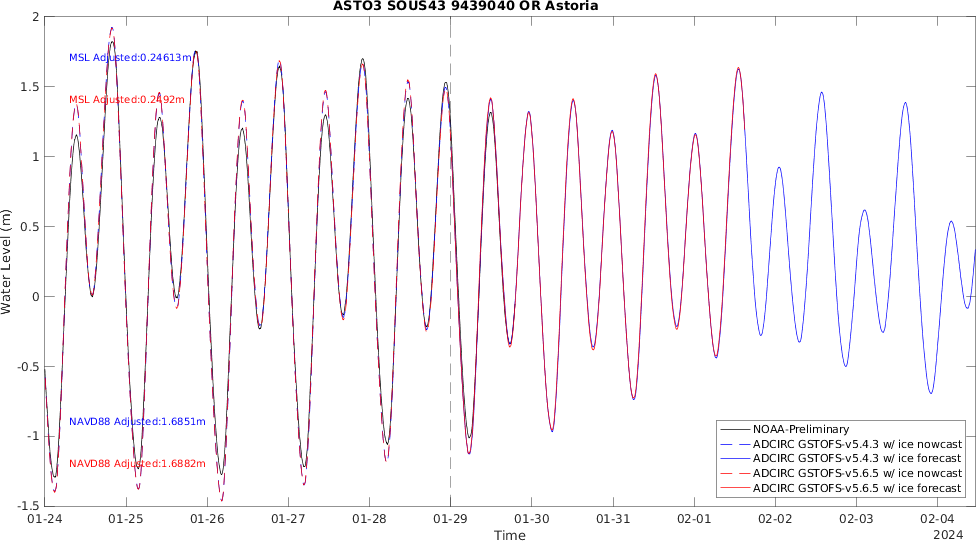 ASTO3 SOUS43 9439040 OR Astoria
2
1.5
1
0.5
0
-0.5
-1
-1.5
Water Level (m)
MSL Adjusted:0.24613m
MSL Adjusted:0.2492m
NAVD88 Adjusted:1.6851m
NAVD88 Adjusted:1.6882m
NOAA-Preliminary
ADCIRC GSTOFS-v5.4.3 w/ ice nowcast
ADCIRC GSTOFS-v5.4.3 w/ ice forecast
ADCIRC GSTOFS-v5.6.5 w/ ice nowcast
ADCIRC GSTOFS-v5.6.5 w/ ice forecast
01-24 01-25 01-26 01-27 01-28 01-29 01-30 01-31 02-01 02-02 02-03 02-04
Time
2024